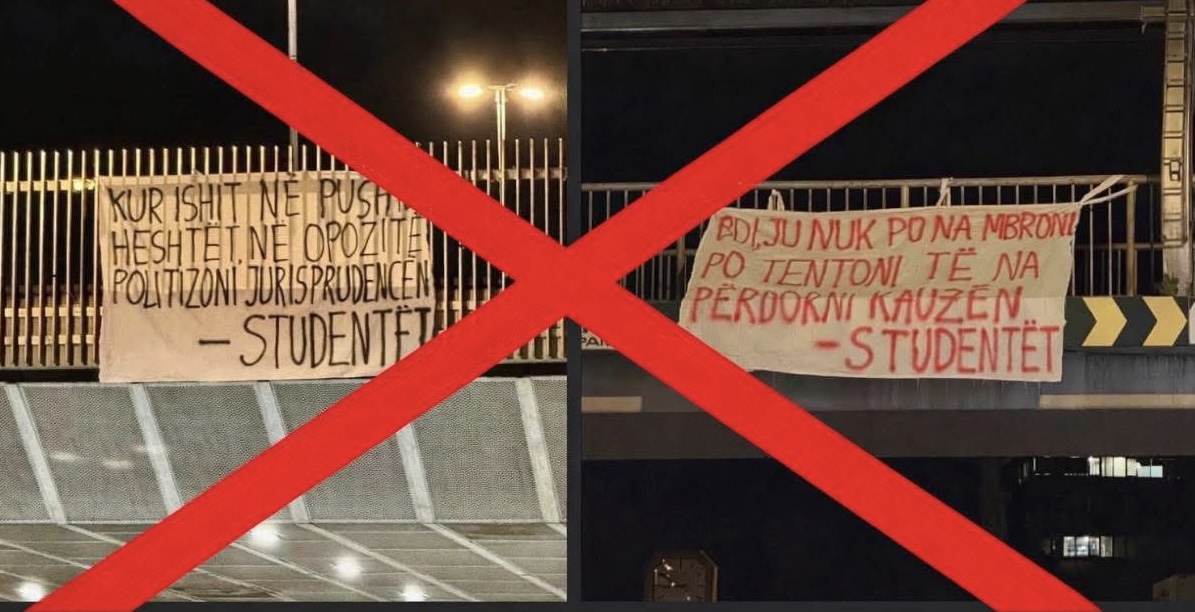 KUR ISHIT NË
HESHTËT. NË OPOZITË
POLITIZONI JURISPRUDENCËN
– STUDENTËT
BDI, JU NUK PO NA MBRONI
PO TENTONI TË NA
PËRDORNI KAUZËN
– STUDENTËT